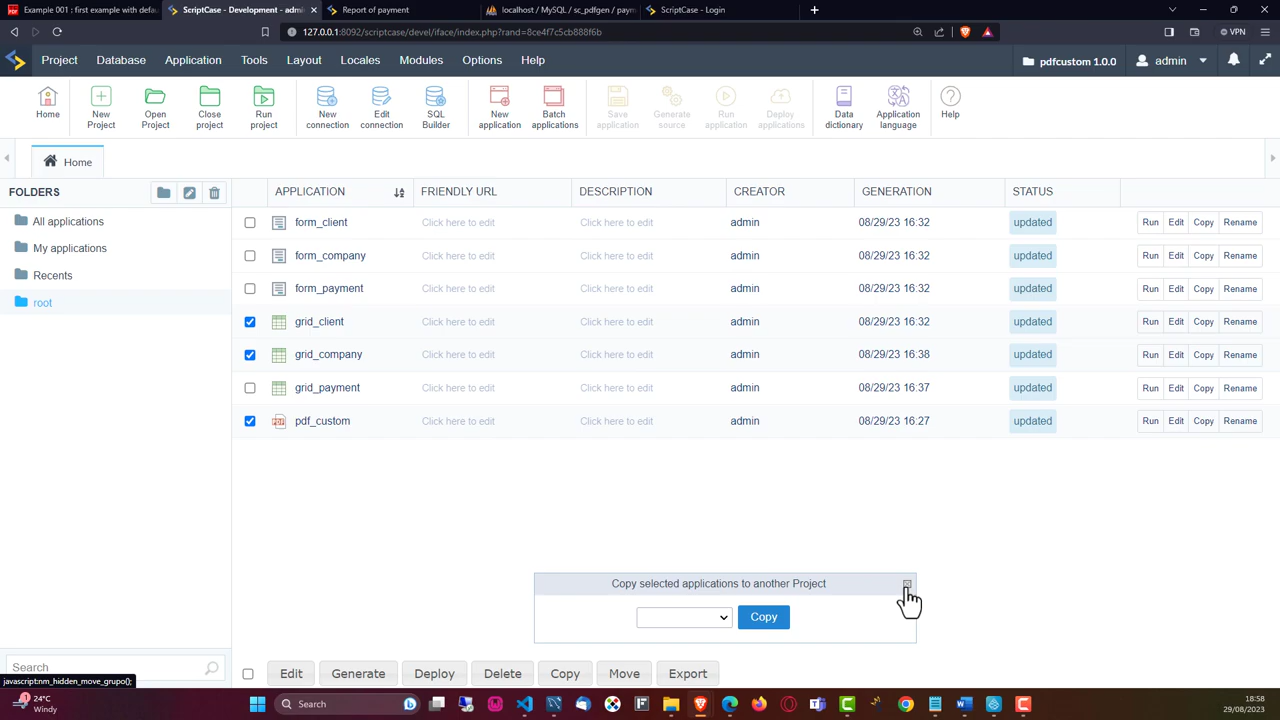 Example 001 : first example with defa
ScriptCase - Development - admi
Report of payment
localhost / MySQL / sc_pdfgen / paym
ScriptCase - Login
127.0.0.1:8092/scriptcase/devel/iface/index.php?rand=8ce4f7c5cb888f6b
VPN
Project Database Application Tools Layout Locales Modules Options Help
pdfcustom 1.0.0 admin
Home
New Project
Open Project
Close project
Run project
New connection
Edit connection
SQL Builder
New application
Batch applications
Save application
Generate source
Run application
Deploy applications
Data dictionary
Application language
Help
Home
FOLDERS
All applications
My applications
Recents
root
APPLICATION FRIENDLY URL DESCRIPTION CREATOR GENERATION STATUS
form_client Click here to edit Click here to edit admin 08/29/23 16:32 updated Run Edit Copy Rename
form_company Click here to edit Click here to edit admin 08/29/23 16:32 updated Run Edit Copy Rename
form_payment Click here to edit Click here to edit admin 08/29/23 16:32 updated Run Edit Copy Rename
grid_client Click here to edit Click here to edit admin 08/29/23 16:32 updated Run Edit Copy Rename
grid_company Click here to edit Click here to edit admin 08/29/23 16:38 updated Run Edit Copy Rename
grid_payment Click here to edit Click here to edit admin 08/29/23 16:37 updated Run Edit Copy Rename
PDF pdf_custom Click here to edit Click here to edit admin 08/29/23 16:27 updated Run Edit Copy Rename
Copy selected applications to another Project
Copy
Search
Edit Generate Deploy Delete Copy Move Export
javascript:nm_hidden_move_grupo();
24°C
Windy
Search
18:58
29/08/2023